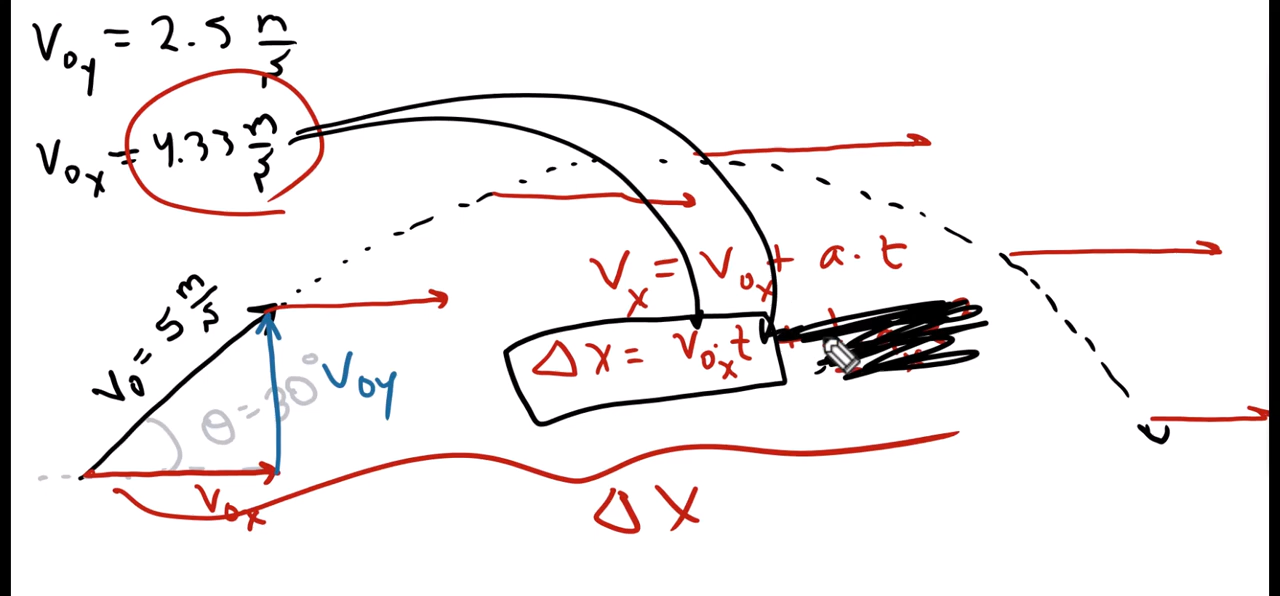 V₀y = 2.5 m/s
V₀x = 4.33 m/s
Vx = V₀x + a·t
V₀ = 5 m/s
Δx = V₀x·t
θ = 30° V₀y
V₀x
Δx